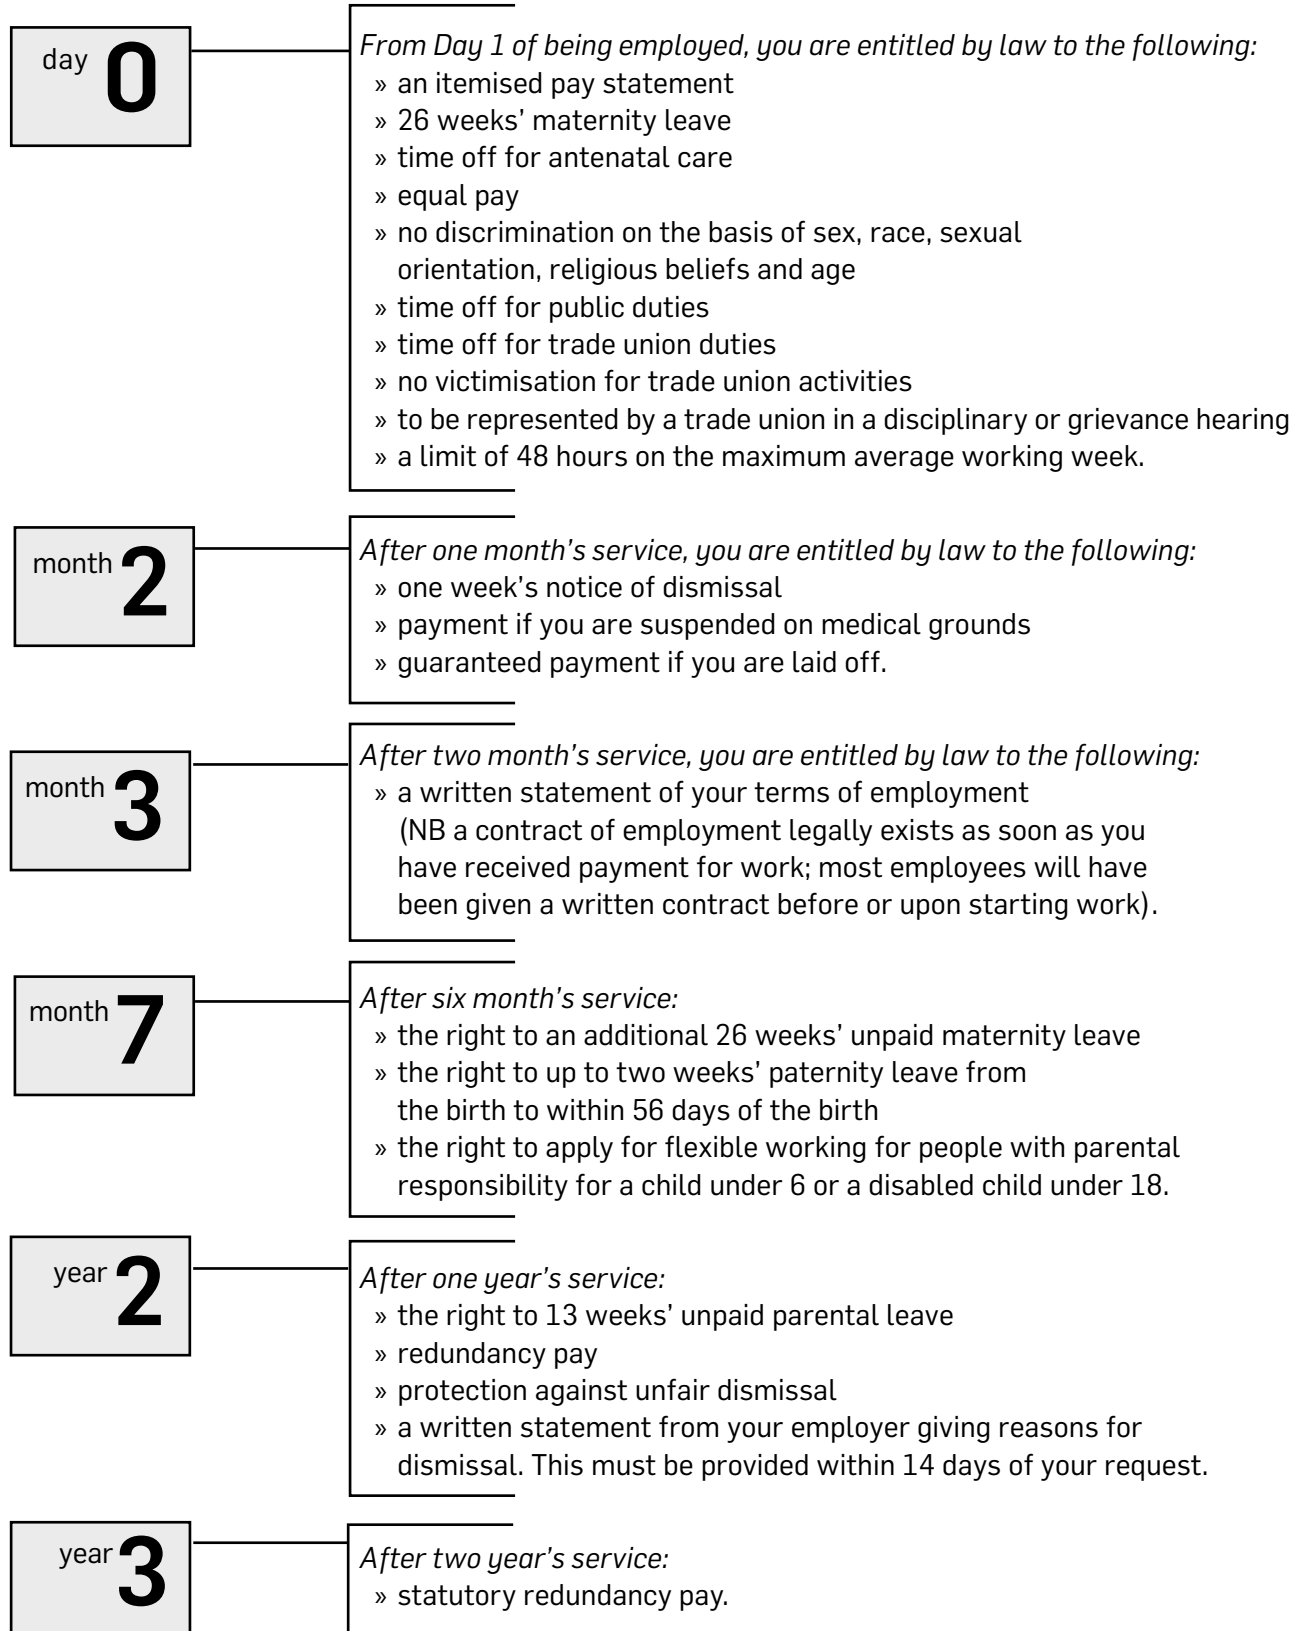 day 0
From Day 1 of being employed, you are entitled by law to the following:
» an itemised pay statement
» 26 weeks’ maternity leave
» time off for antenatal care
» equal pay
» no discrimination on the basis of sex, race, sexual
orientation, religious beliefs and age
» time off for public duties
» time off for trade union duties
» no victimisation for trade union activities
» to be represented by a trade union in a disciplinary or grievance hearing
» a limit of 48 hours on the maximum average working week.
month 2
After one month’s service, you are entitled by law to the following:
» one week’s notice of dismissal
» payment if you are suspended on medical grounds
» guaranteed payment if you are laid off.
month 3
After two month’s service, you are entitled by law to the following:
» a written statement of your terms of employment
(NB a contract of employment legally exists as soon as you
have received payment for work; most employees will have
been given a written contract before or upon starting work).
month 7
After six month’s service:
» the right to an additional 26 weeks’ unpaid maternity leave
» the right to up to two weeks’ paternity leave from
the birth to within 56 days of the birth
» the right to apply for flexible working for people with parental
responsibility for a child under 6 or a disabled child under 18.
year 2
After one year’s service:
» the right to 13 weeks’ unpaid parental leave
» redundancy pay
» protection against unfair dismissal
» a written statement from your employer giving reasons for
dismissal. This must be provided within 14 days of your request.
year 3
After two year’s service:
» statutory redundancy pay.